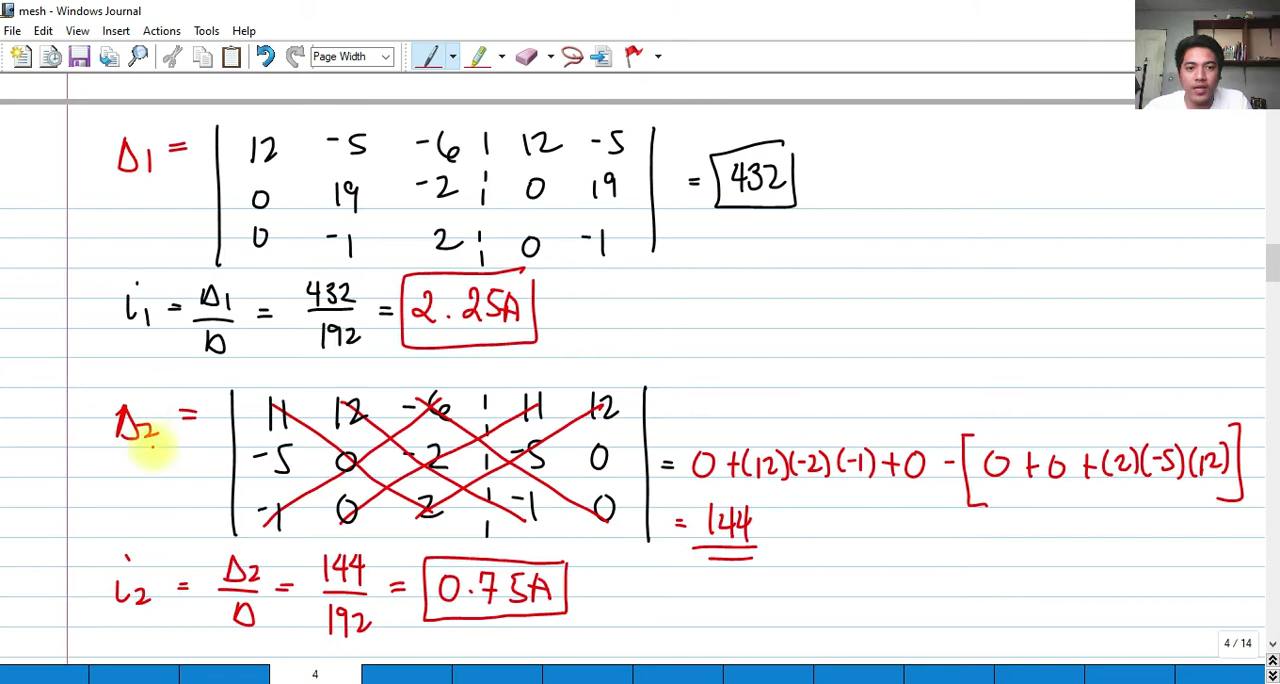 mesh - Windows Journal
File Edit View Insert Actions Tools Help
Page Width
Δ1 = | 12 -5 -6 ¦ 12 -5 |
0 19 -2 ¦ 0 19 = 432
0 -1 2 ¦ 0 -1
i1 = Δ1/D = 432/192 = 2.25A
Δ2 = | 11 12 -6 ¦ 11 12 |
-5 0 -2 ¦ -5 0 = 0 + (12)(-2)(-1) + 0 - [0 + 0 + (2)(-5)(12)]
-1 0 2 ¦ -1 0 = 144
i2 = Δ2/D = 144/192 = 0.75A
4 / 14
4